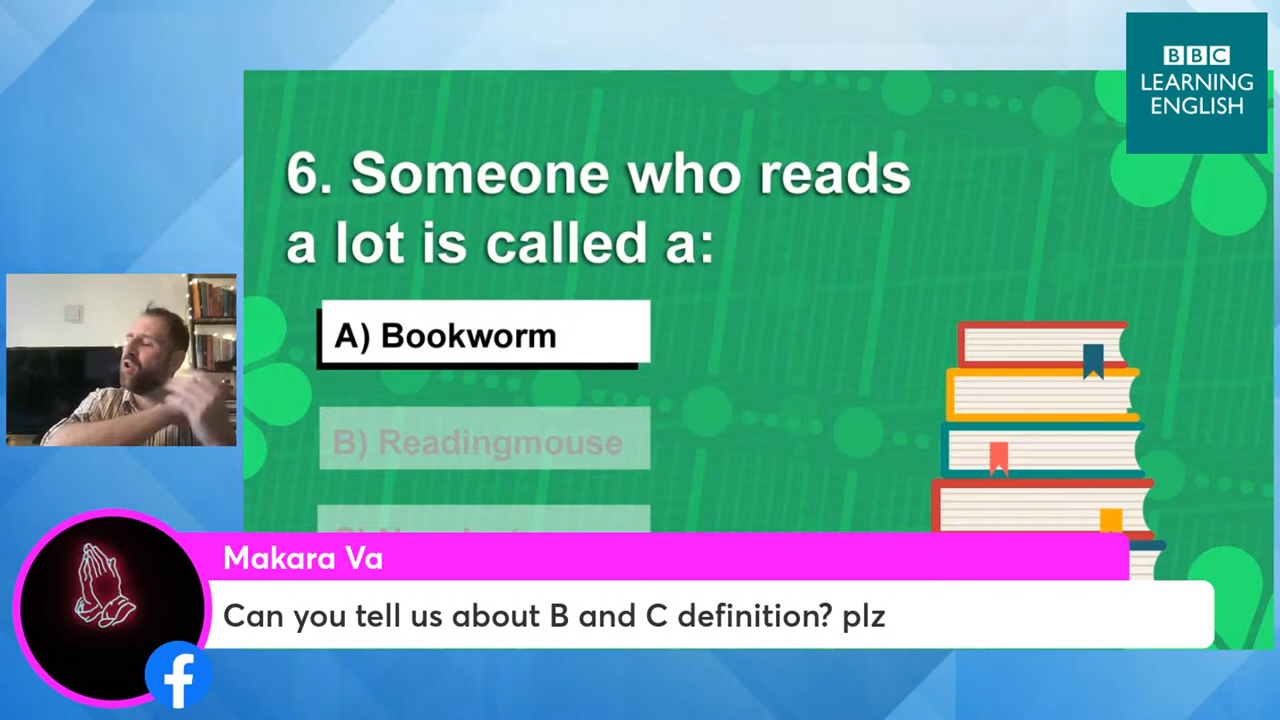 BBC
LEARNING
ENGLISH
6. Someone who reads
a lot is called a:
A) Bookworm
B) Readingmouse
Makara Va
Can you tell us about B and C definition? plz